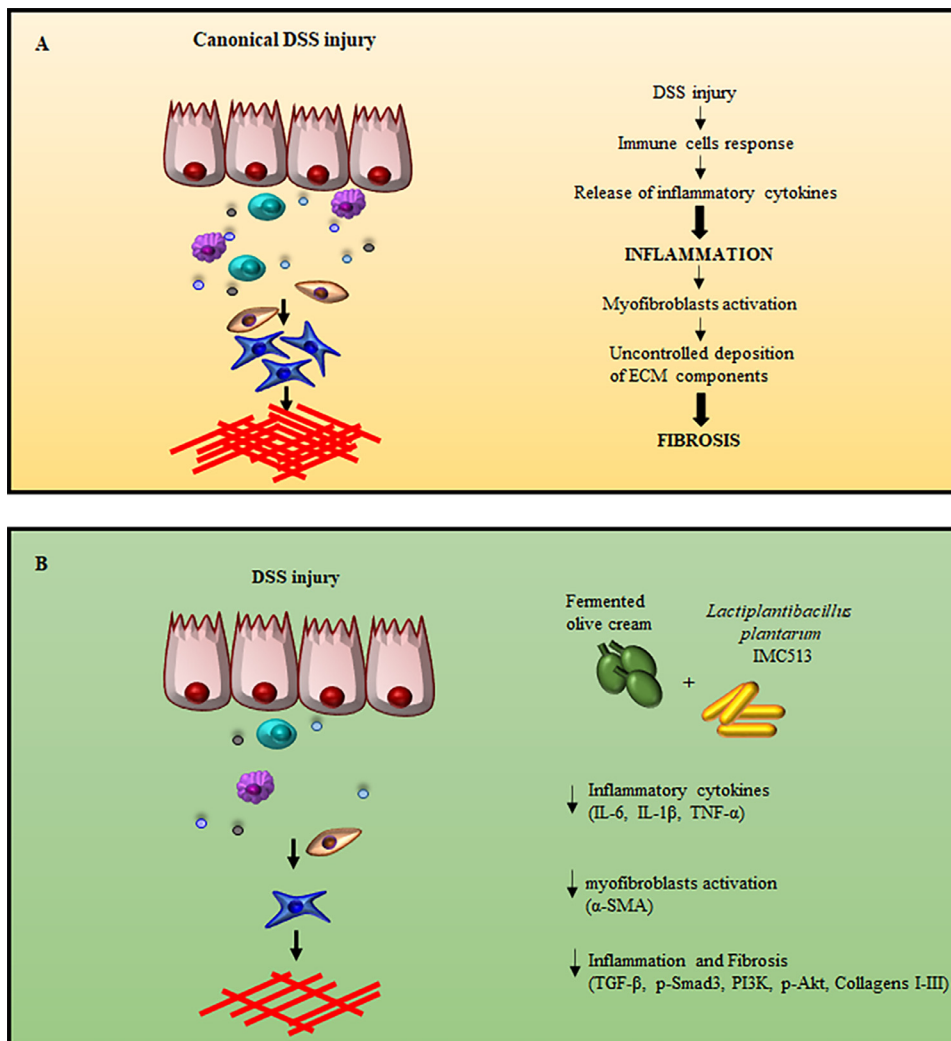 A
Canonical DSS injury
DSS injury
Immune cells response
Release of inflammatory cytokines
INFLAMMATION
Myofibroblasts activation
Uncontrolled deposition
of ECM components
FIBROSIS
B
DSS injury
Fermented
olive cream
+
Lactiplantibacillus
plantarum
IMC513
Inflammatory cytokines
(IL-6, IL-1β, TNF-α)
myofibroblasts activation
(α-SMA)
Inflammation and Fibrosis
(TGF-β, p-Smad3, PI3K, p-Akt, Collagens I-III)